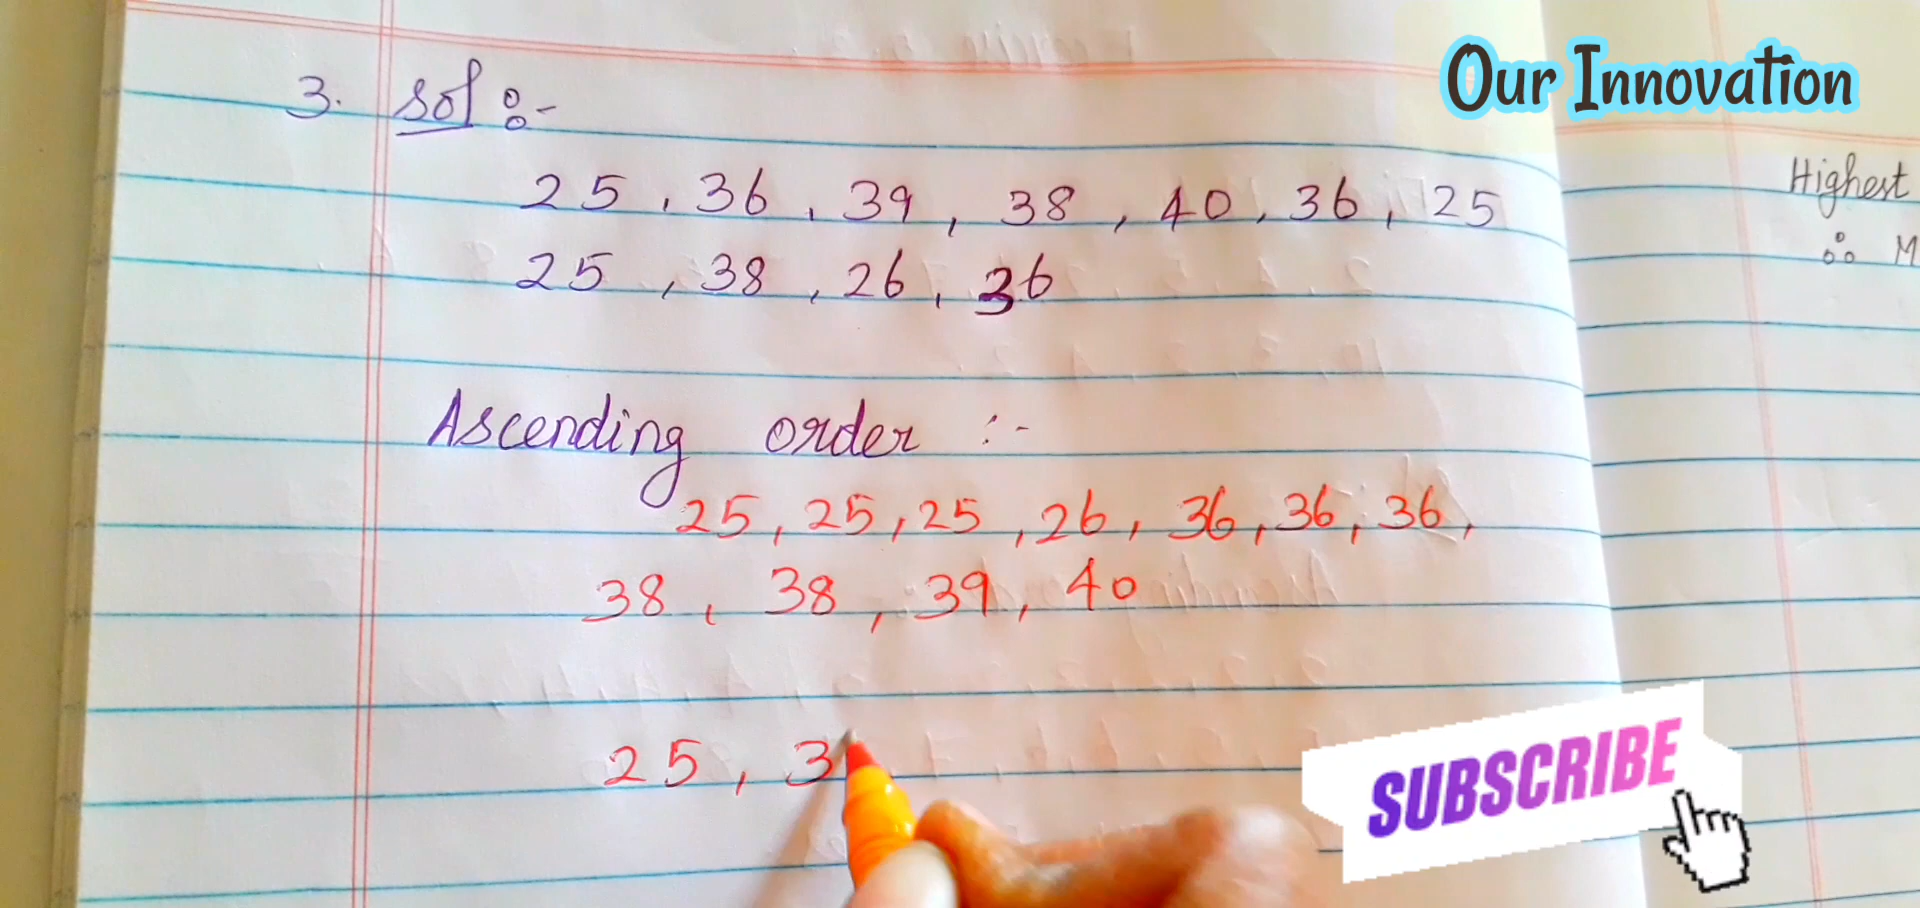 Our Innovation
3. Sol :-
25, 36, 39, 38, 40, 36, 25
25, 38, 26, 36
Ascending order :-
25, 25, 25, 26, 36, 36, 36,
38, 38, 39, 40
25, 3
Highest
∴ M
SUBSCRIBE